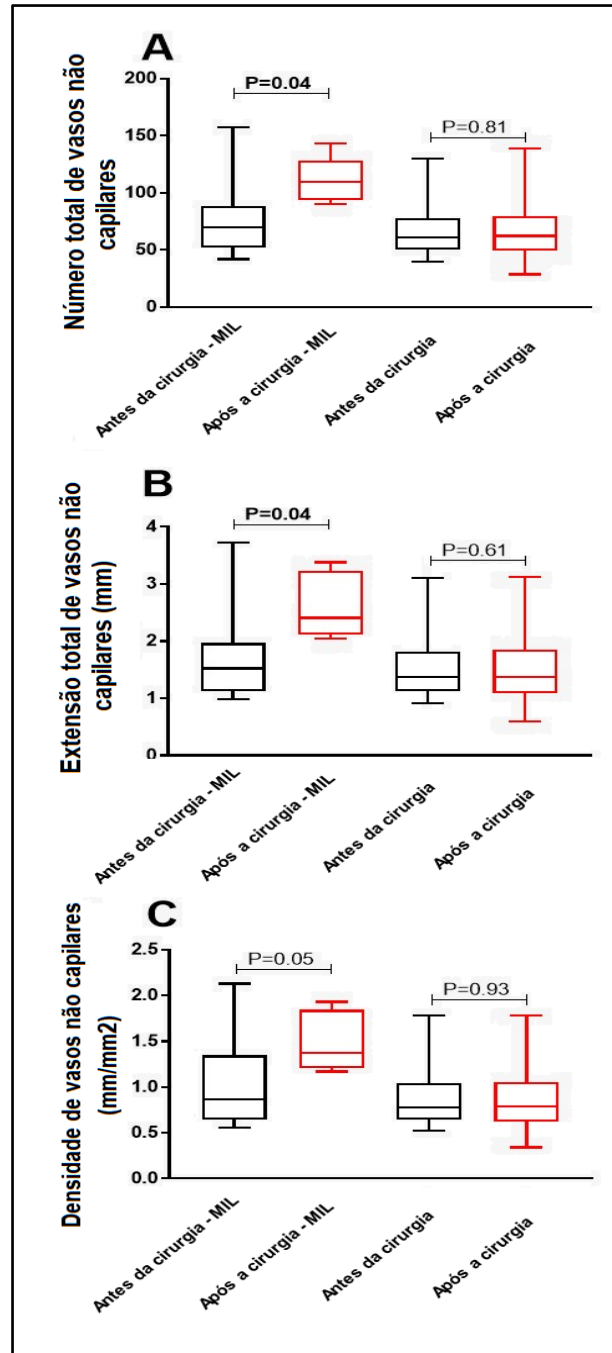 A
P=0.04
P=0.81
Número total de vasos não
capilares
200
150
100
50
0
Antes da cirurgia - MIL
Após a cirurgia - MIL
Antes da cirurgia
Após a cirurgia
B
P=0.04
P=0.61
Extensão total de vasos não
capilares (mm)
4
3
2
1
0
Antes da cirurgia - MIL
Após a cirurgia - MIL
Antes da cirurgia
Após a cirurgia
C
P=0.05
P=0.93
Densidade de vasos não capilares
(mm/mm2)
2.5
2.0
1.5
1.0
0.5
0.0
Antes da cirurgia - MIL
Após a cirurgia - MIL
Antes da cirurgia
Após a cirurgia